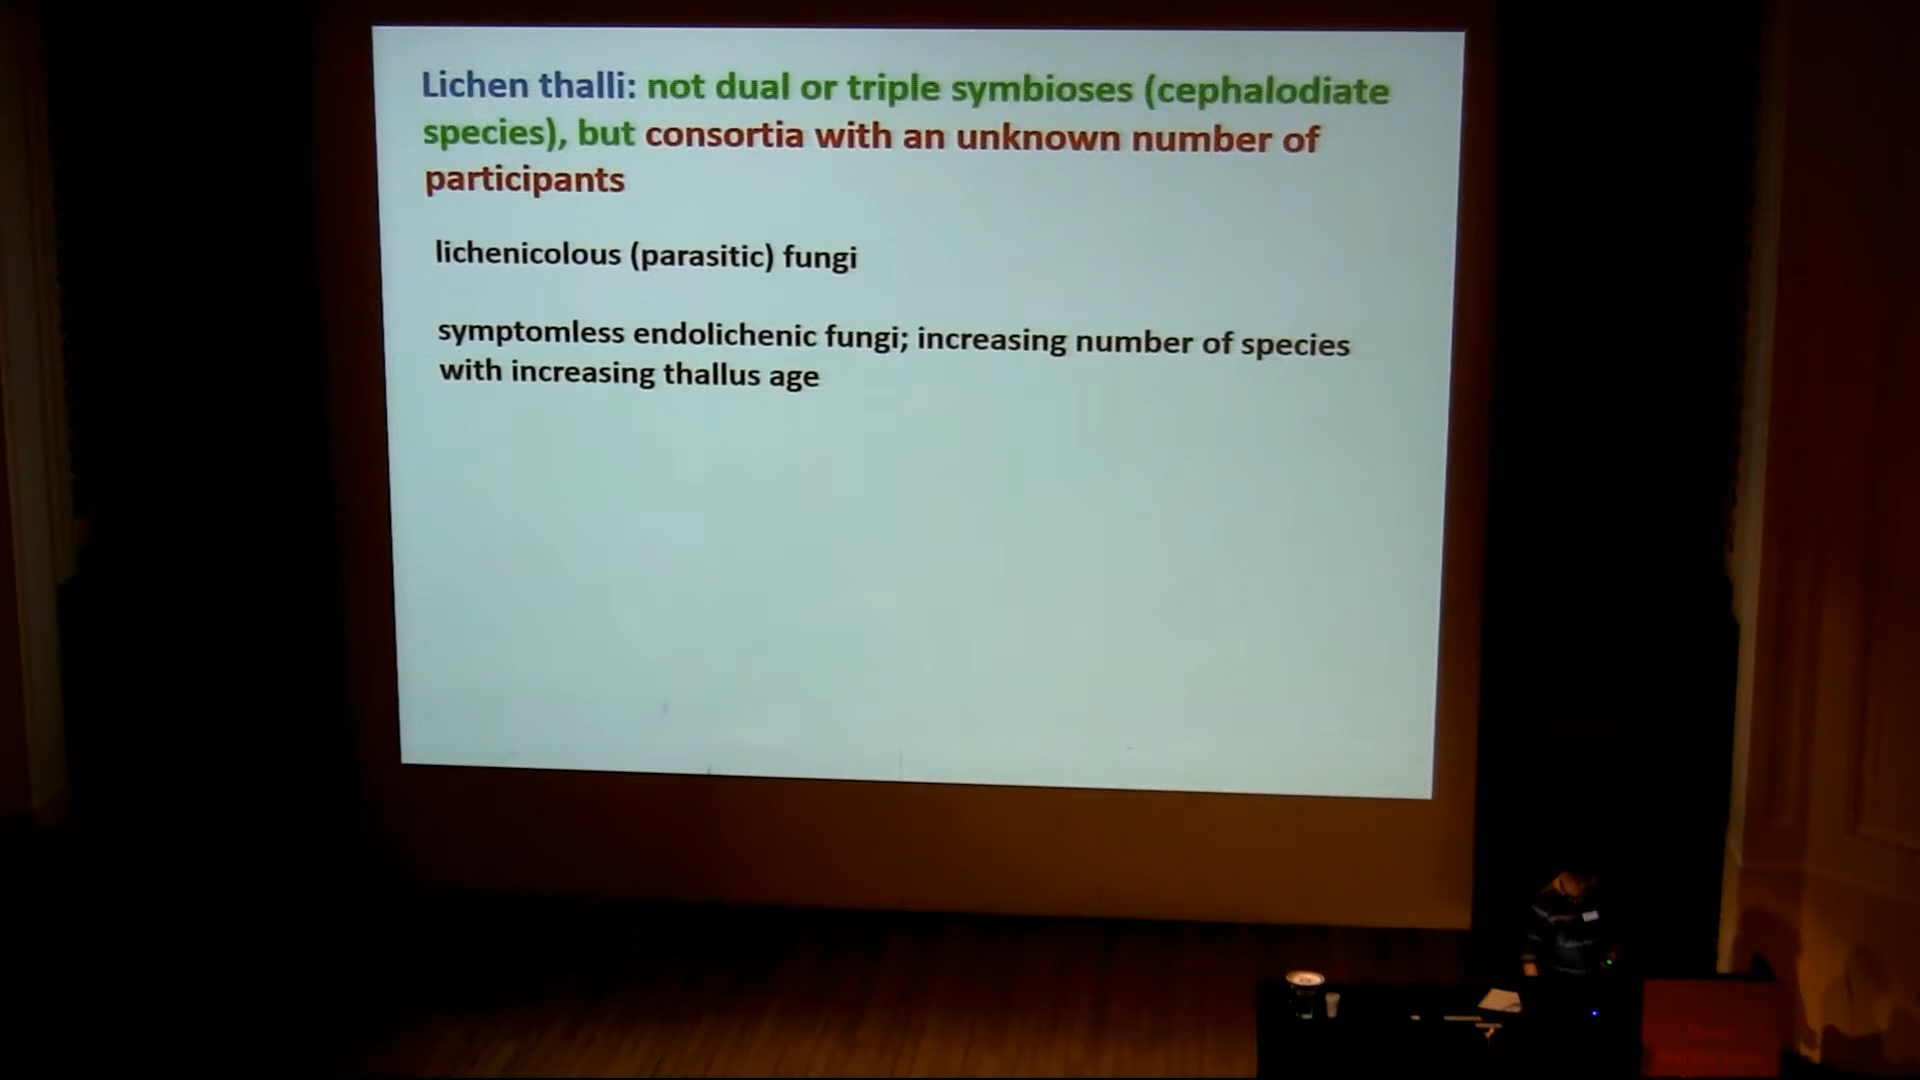 Lichen thalli: not dual or triple symbioses (cephalodiate
species), but consortia with an unknown number of
participants
lichenicolous (parasitic) fungi
symptomless endolichenic fungi; increasing number of species
with increasing thallus age